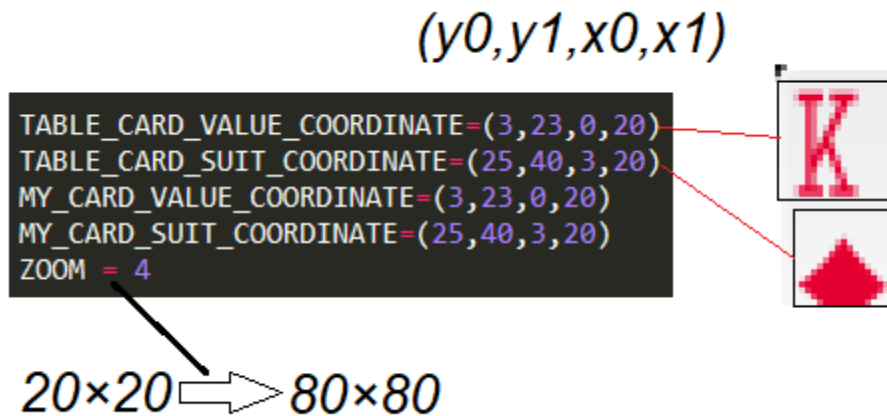 (y0,y1,x0,x1)
TABLE_CARD_VALUE_COORDINATE=(3,23,0,20)
TABLE_CARD_SUIT_COORDINATE=(25,40,3,20)
MY_CARD_VALUE_COORDINATE=(3,23,0,20)
MY_CARD_SUIT_COORDINATE=(25,40,3,20)
ZOOM = 4
K
20×20 80×80